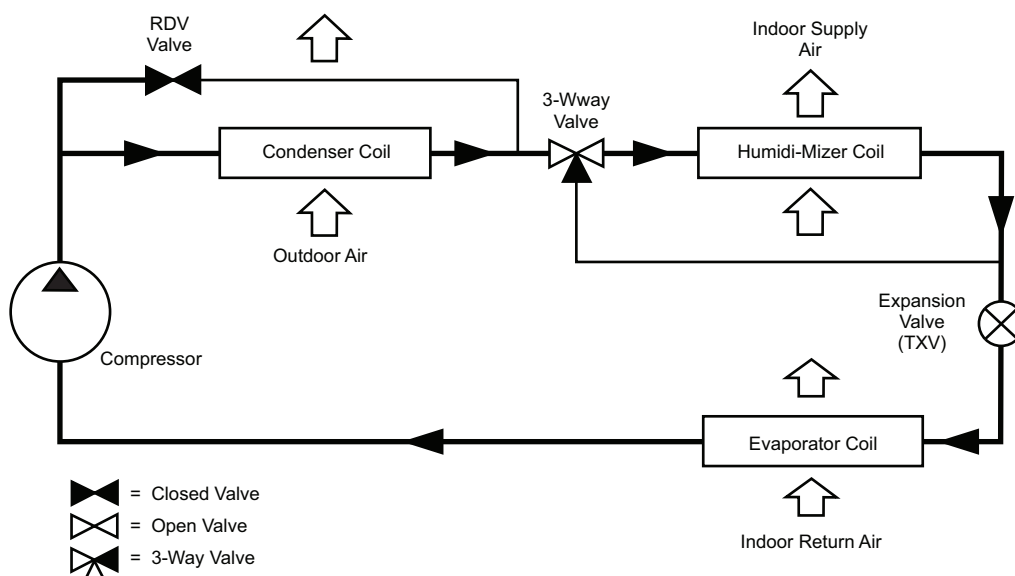 RDV
Valve
Indoor Supply
Air
3-Wway
Valve
Condenser Coil
Humidi-Mizer Coil
Outdoor Air
Expansion
Valve
(TXV)
Compressor
Evaporator Coil
= Closed Valve
= Open Valve
Indoor Return Air
= 3-Way Valve